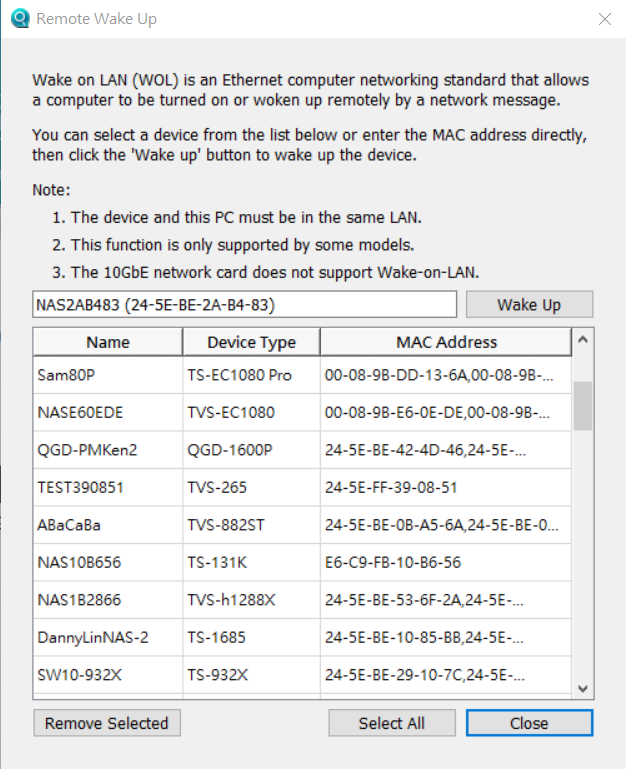 Remote Wake Up
Wake on LAN (WOL) is an Ethernet computer networking standard that allows
a computer to be turned on or woken up remotely by a network message.
You can select a device from the list below or enter the MAC address directly,
then click the 'Wake up' button to wake up the device.
Note:
1. The device and this PC must be in the same LAN.
2. This function is only supported by some models.
3. The 10GbE network card does not support Wake-on-LAN.
NAS2AB483 (24-5E-BE-2A-B4-83) Wake Up
Name Device Type MAC Address
Sam80P TS-EC1080 Pro 00-08-9B-DD-13-6A,00-08-9B-...
NASE60EDE TVS-EC1080 00-08-9B-E6-0E-DE,00-08-9B-...
QGD-PMKen2 QGD-1600P 24-5E-BE-42-4D-46,24-5E-...
TEST390851 TVS-265 24-5E-FF-39-08-51
ABaCaBa TVS-882ST 24-5E-BE-0B-A5-6A,24-5E-BE-0...
NAS10B656 TS-131K E6-C9-FB-10-B6-56
NAS1B2866 TVS-h1288X 24-5E-BE-53-6F-2A,24-5E-...
DannyLinNAS-2 TS-1685 24-5E-BE-10-85-BB,24-5E-...
SW10-932X TS-932X 24-5E-BE-29-10-7C,24-5E-...
Remove Selected Select All Close